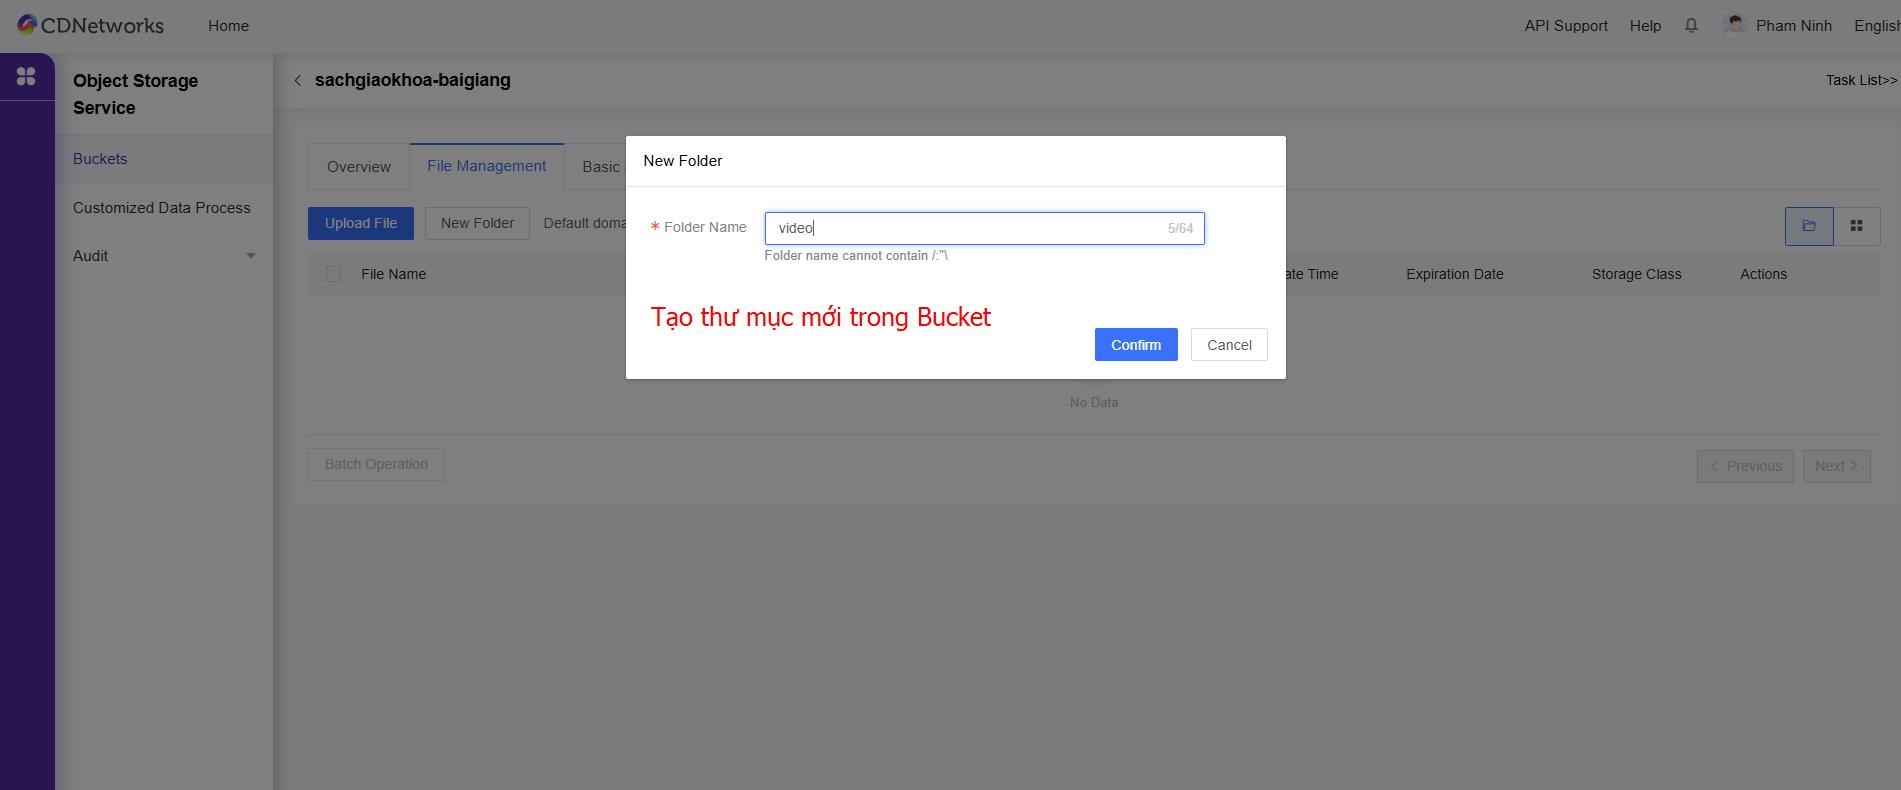 CDNetworks
Home
API Support
Help
Pham Ninh
English
Object Storage
Service
sachgiaokhoa-baigiang
Task List>>
Buckets
Customized Data Process
Audit
Overview
File Management
Basic
Upload File
New Folder
Default doma
File Name
ate Time
Expiration Date
Storage Class
Actions
New Folder
* Folder Name
video
5/64
Folder name cannot contain /:"\
Tạo thư mục mới trong Bucket
Confirm
Cancel
No Data
Batch Operation
< Previous
Next >